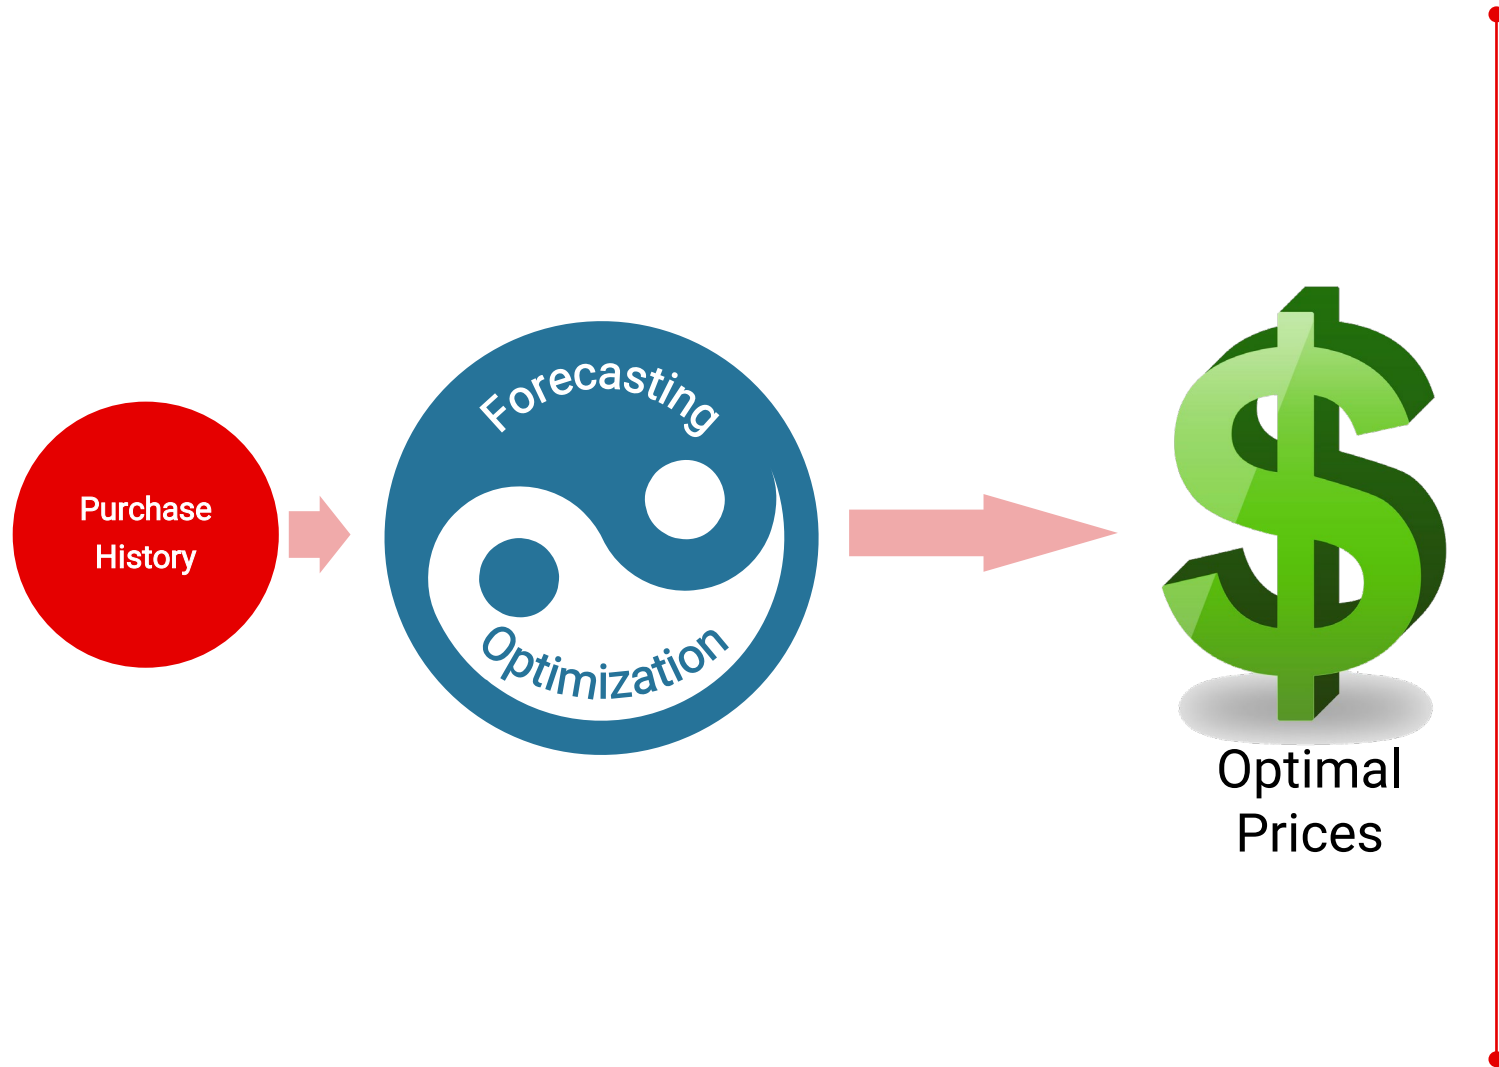 Purchase
History
Forecasting
Optimization
Optimal
Prices